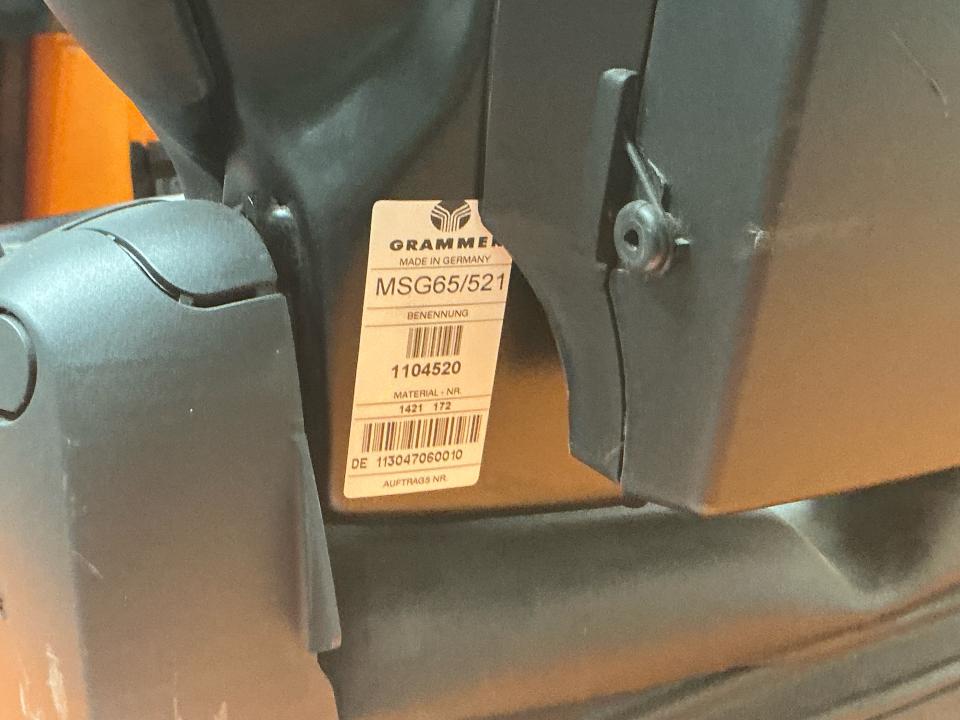 GRAMMER
MADE IN GERMANY
MSG65/521
BENENNUNG
1104520
MATERIAL - NR.
1421 172
DE 113047060010
AUFTRAGS NR.